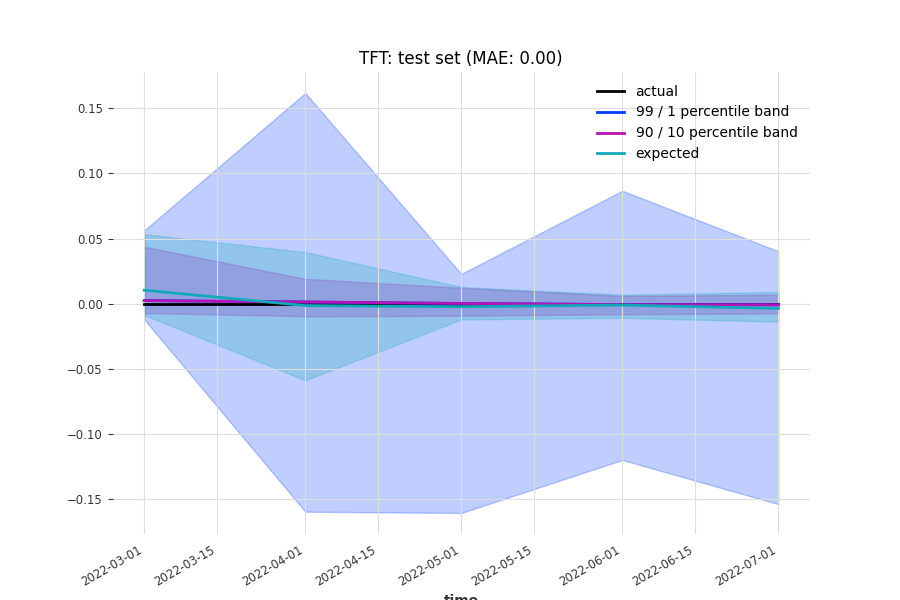 TFT: test set (MAE: 0.00)
actual
99 / 1 percentile band
90 / 10 percentile band
expected
0.15
0.10
0.05
0.00
−0.05
−0.10
−0.15
2022-03-01
2022-03-15
2022-04-01
2022-04-15
2022-05-01
2022-05-15
2022-06-01
2022-06-15
2022-07-01
time